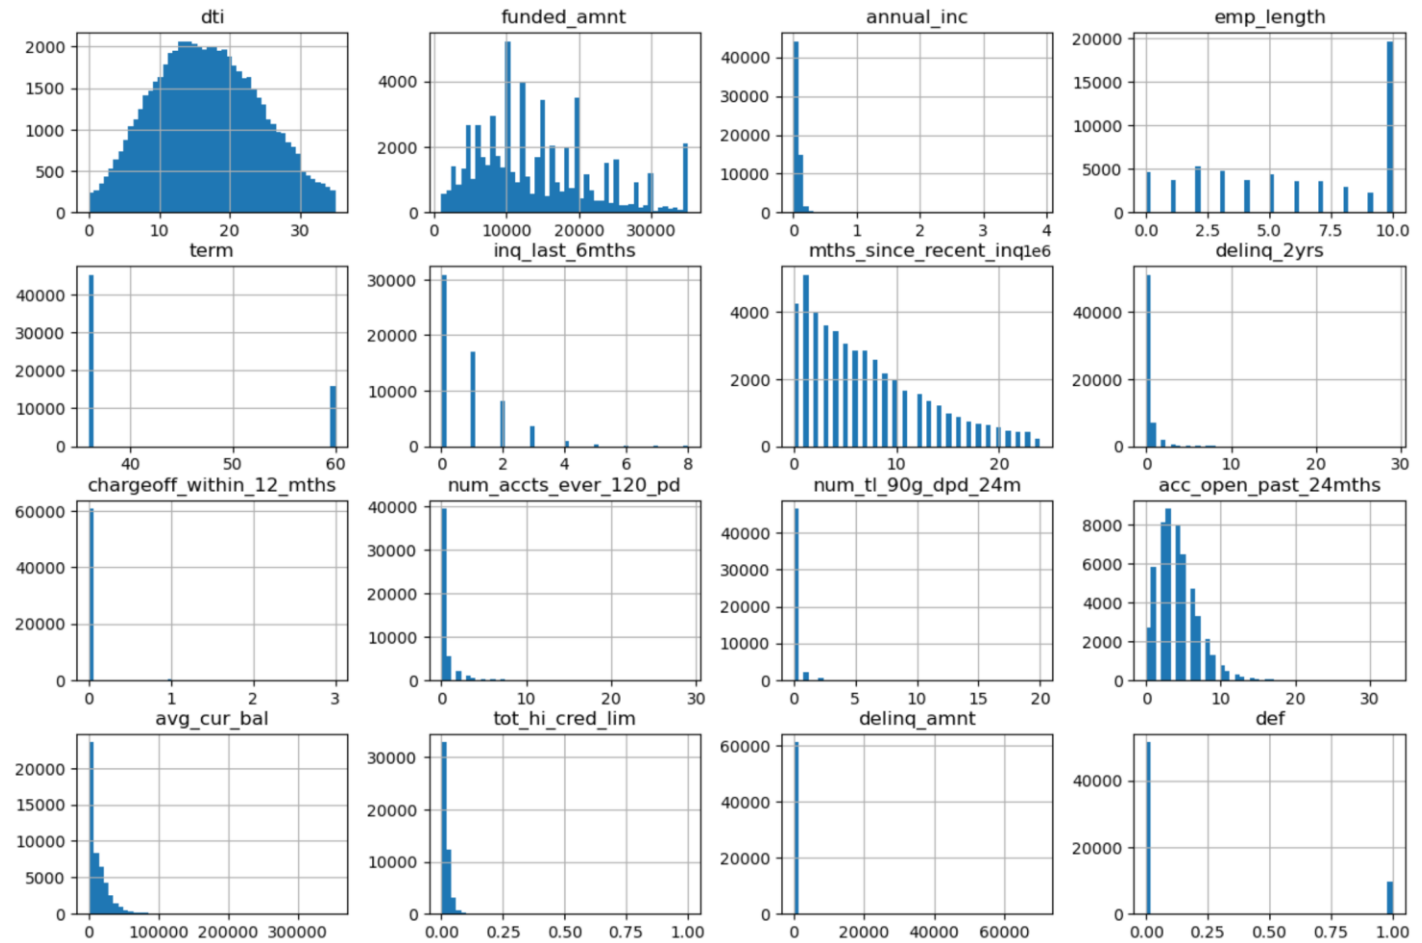 dti funded_amnt annual_inc emp_length
2000 1500 1000 500 0
4000 2000 0
40000 30000 20000 10000 0
20000 15000 10000 5000 0
0 10 20 30
0 10000 20000 30000
0 1 2 3 4
0.0 2.5 5.0 7.5 10.0
term inq_last_6mths mths_since_recent_inq1e6 delinq_2yrs
40000 30000 20000 10000 0
30000 20000 10000 0
4000 2000 0
40000 20000 0
40 50 60
0 2 4 6 8
0 10 20
0 10 20 30
chargeoff_within_12_mths num_accts_ever_120_pd num_tl_90g_dpd_24m acc_open_past_24mths
60000 40000 20000 0
40000 30000 20000 10000 0
40000 30000 20000 10000 0
8000 6000 4000 2000 0
0 1 2 3
0 10 20 30
0 5 10 15 20
0 10 20 30
avg_cur_bal tot_hi_cred_lim delinq_amnt def
20000 15000 10000 5000 0
30000 20000 10000 0
60000 40000 20000 0
40000 20000 0
0 100000 200000 300000
0.00 0.25 0.50 0.75 1.00
0 20000 40000 60000
0.00 0.25 0.50 0.75 1.00